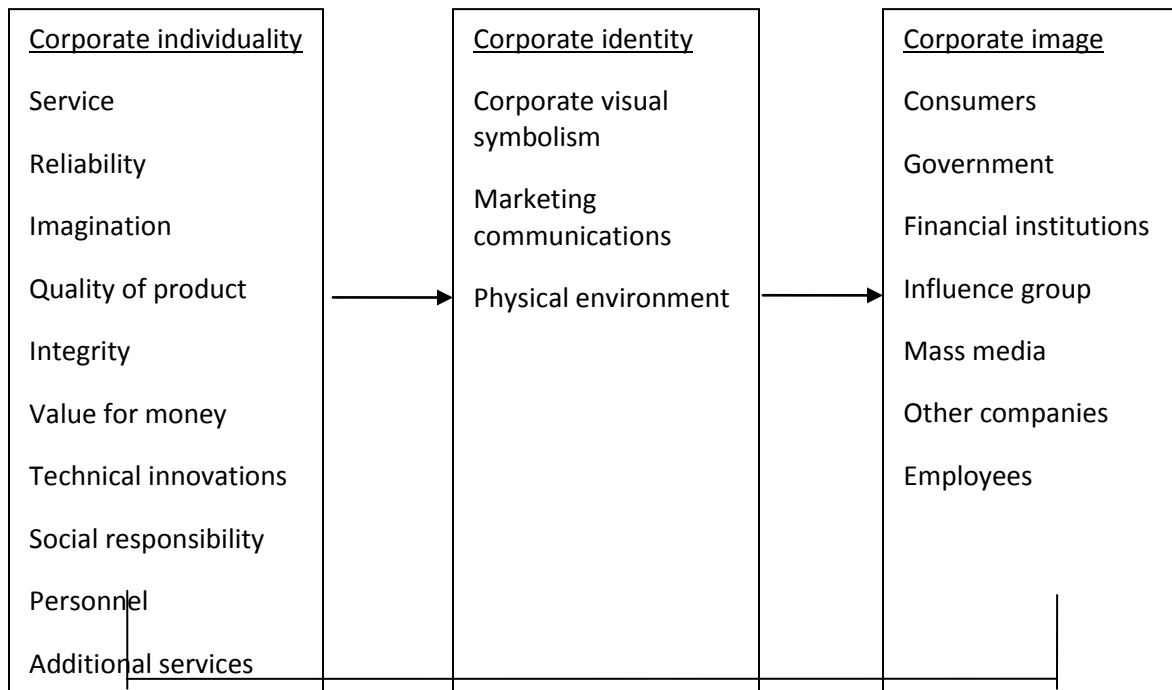 Corporate individuality
Service
Reliability
Imagination
Quality of product
Integrity
Value for money
Technical innovations
Social responsibility
Personnel
Additional services
Corporate identity
Corporate visual
symbolism
Marketing
communications
Physical environment
Corporate image
Consumers
Government
Financial institutions
Influence group
Mass media
Other companies
Employees